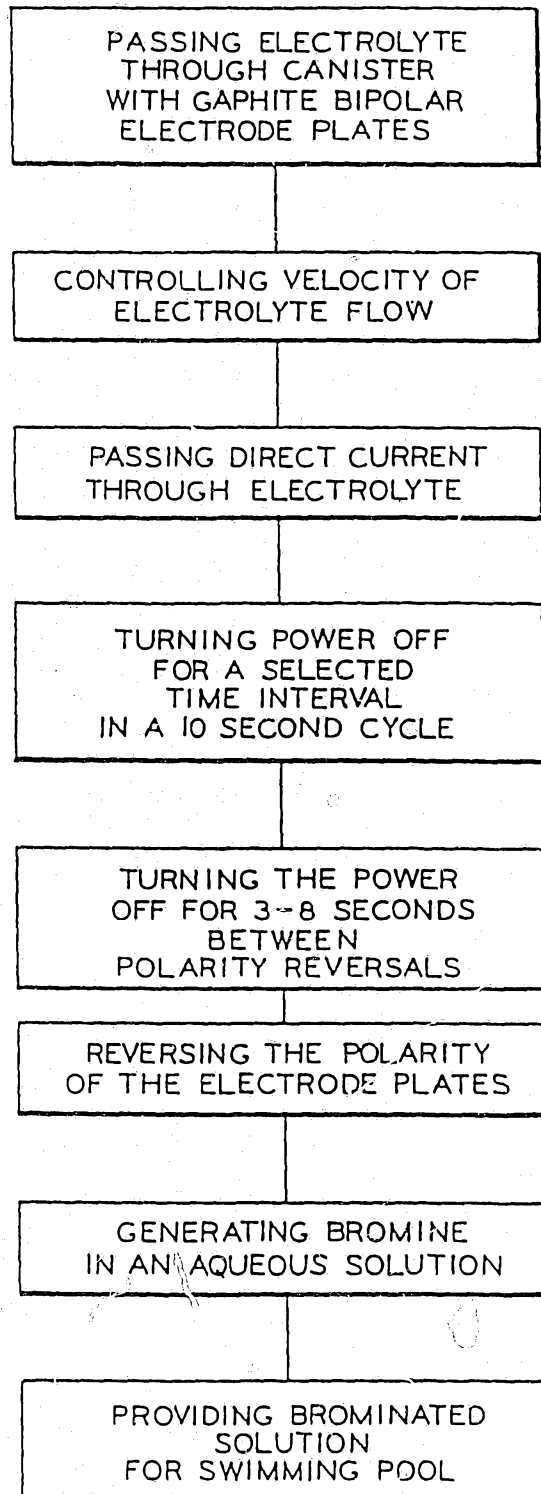 PASSING ELECTROLYTE
THROUGH CANISTER
WITH GAPHITE BIPOLAR
ELECTRODE PLATES
CONTROLLING VELOCITY OF
ELECTROLYTE FLOW
PASSING DIRECT CURRENT
THROUGH ELECTROLYTE
TURNING POWER OFF
FOR A SELECTED
TIME INTERVAL
IN A 10 SECOND CYCLE
TURNING THE POWER
OFF FOR 3-8 SECONDS
BETWEEN
POLARITY REVERSALS
REVERSING THE POLARITY
OF THE ELECTRODE PLATES
GENERATING BROMINE
IN AN AQUEOUS SOLUTION
PROVIDING BROMINATED
SOLUTION
FOR SWIMMING POOL